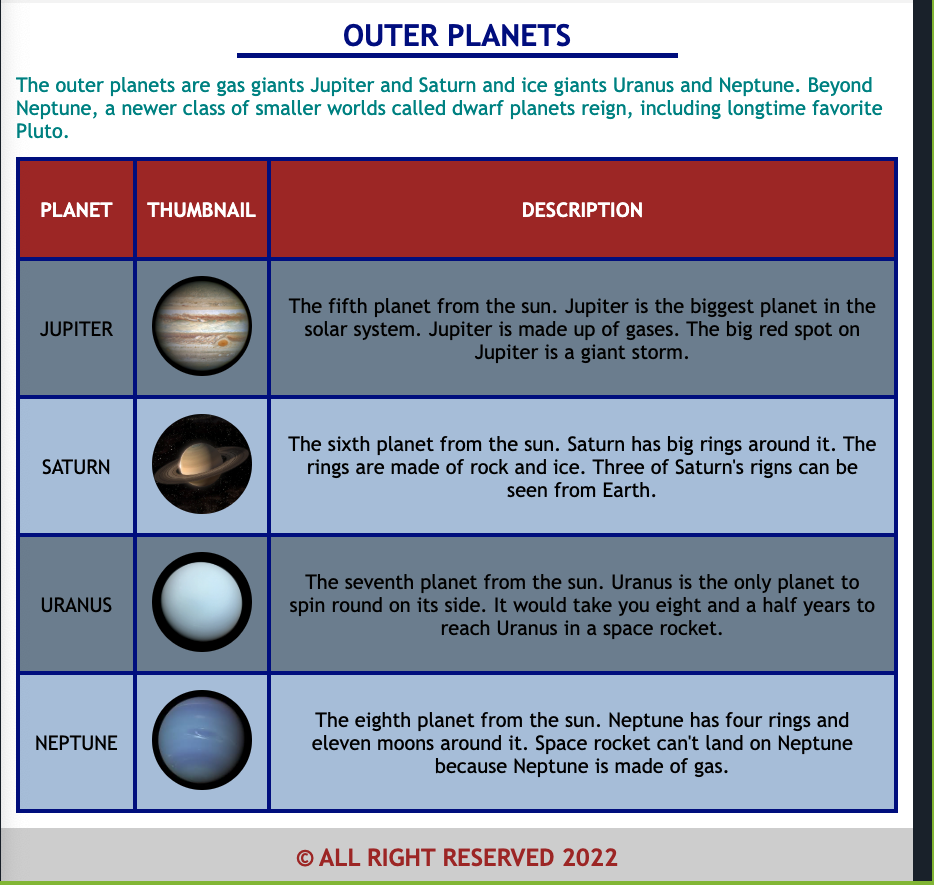 OUTER PLANETS
The outer planets are gas giants Jupiter and Saturn and ice giants Uranus and Neptune. Beyond
Neptune, a newer class of smaller worlds called dwarf planets reign, including longtime favorite
Pluto.
PLANET THUMBNAIL DESCRIPTION
JUPITER
The fifth planet from the sun. Jupiter is the biggest planet in the
solar system. Jupiter is made up of gases. The big red spot on
Jupiter is a giant storm.
SATURN
The sixth planet from the sun. Saturn has big rings around it. The
rings are made of rock and ice. Three of Saturn's rigns can be
seen from Earth.
URANUS
The seventh planet from the sun. Uranus is the only planet to
spin round on its side. It would take you eight and a half years to
reach Uranus in a space rocket.
NEPTUNE
The eighth planet from the sun. Neptune has four rings and
eleven moons around it. Space rocket can't land on Neptune
because Neptune is made of gas.
© ALL RIGHT RESERVED 2022